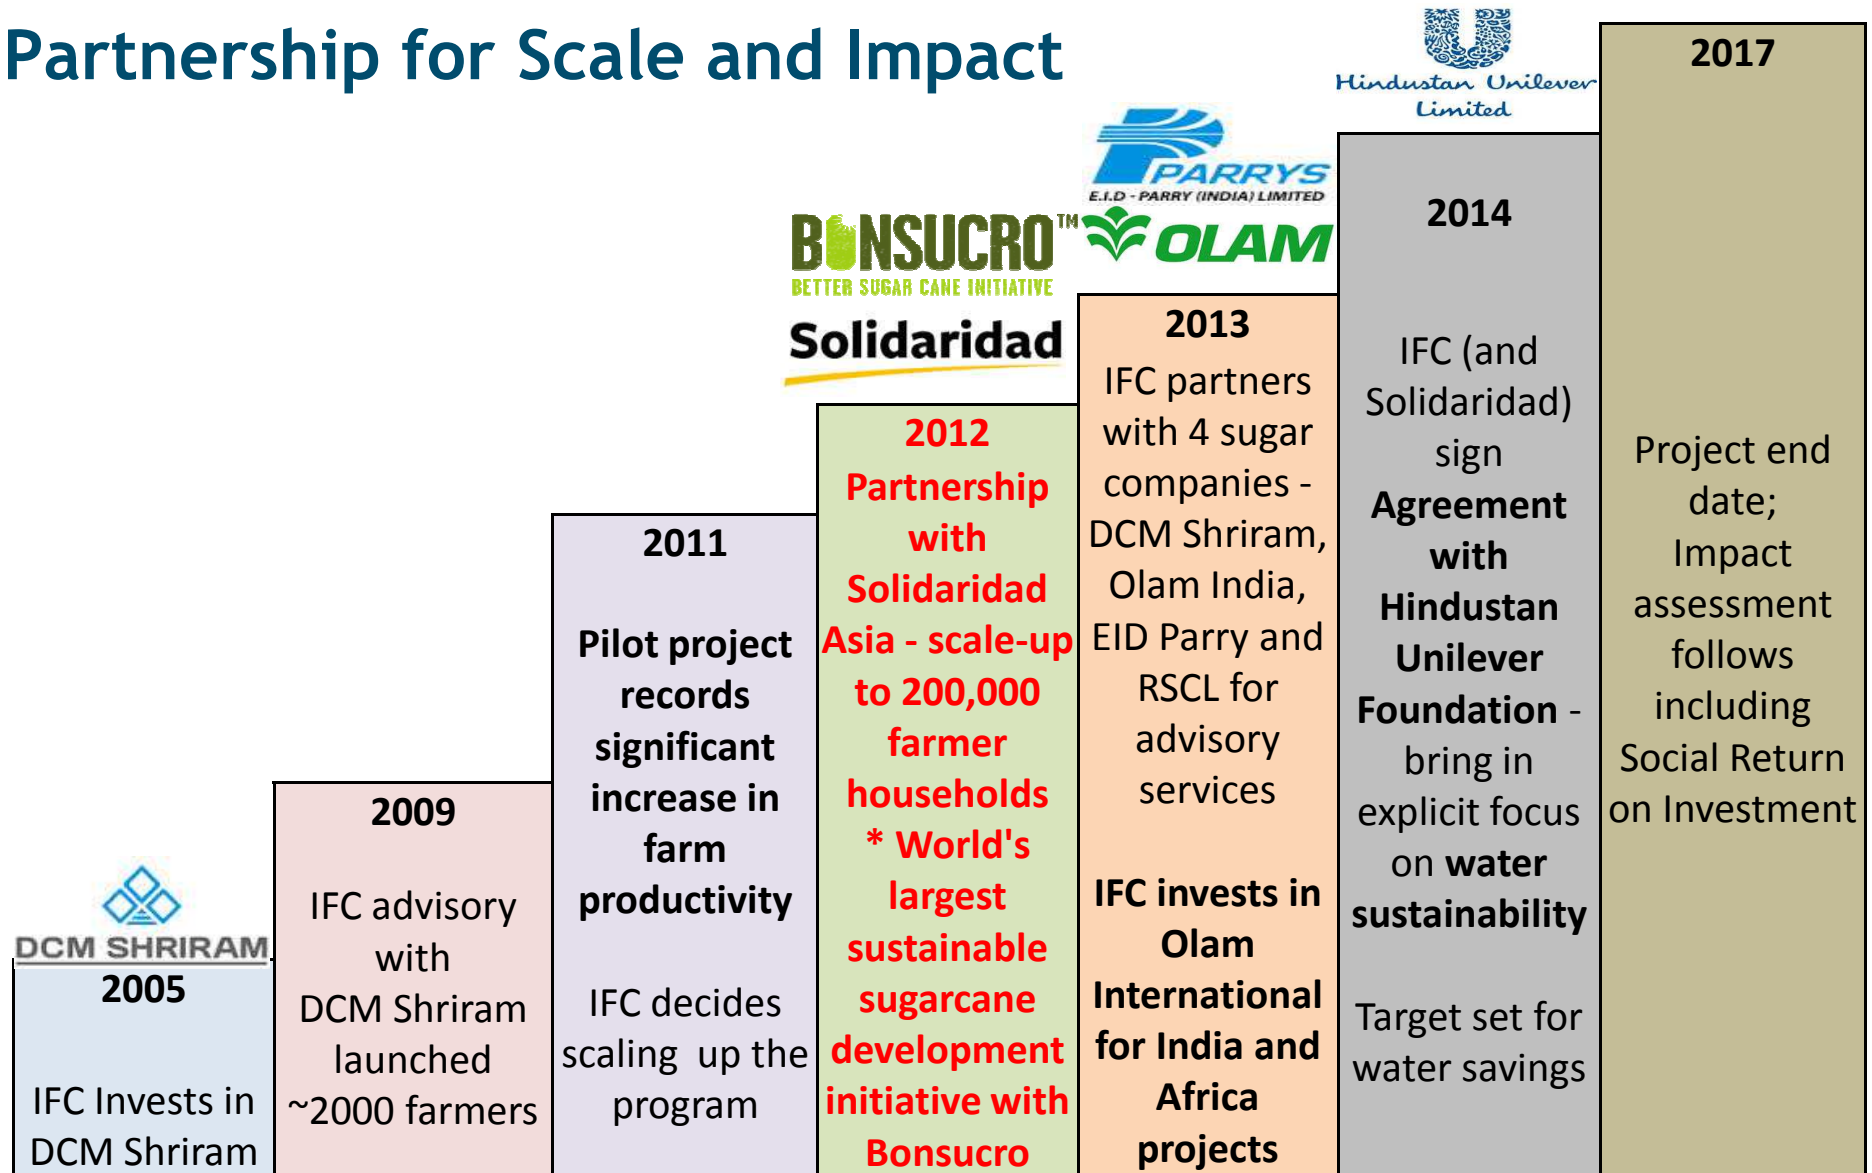 Partnership for Scale and Impact
DCM SHRIRAM
2005
IFC Invests in
DCM Shriram
2009
IFC advisory
with
DCM Shriram
launched
~2000 farmers
2011
Pilot project
records
significant
increase in
farm
productivity
IFC decides
scaling up the
program
BONSUCRO™
BETTER SUGAR CANE INITIATIVE
Solidaridad
2012
Partnership
with
Solidaridad
Asia - scale-up
to 200,000
farmer
households
* World's
largest
sustainable
sugarcane
development
initiative with
Bonsucro
PARRYS
E.I.D - PARRY (INDIA) LIMITED
OLAM
2013
IFC partners
with 4 sugar
companies -
DCM Shriram,
Olam India,
EID Parry and
RSCL for
advisory
services
IFC invests in
Olam
International
for India and
Africa
projects
Hindustan Unilever
Limited
2014
IFC (and
Solidaridad)
sign
Agreement
with
Hindustan
Unilever
Foundation -
bring in
explicit focus
on water
sustainability
Target set for
water savings
2017
Project end
date;
Impact
assessment
follows
including
Social Return
on Investment